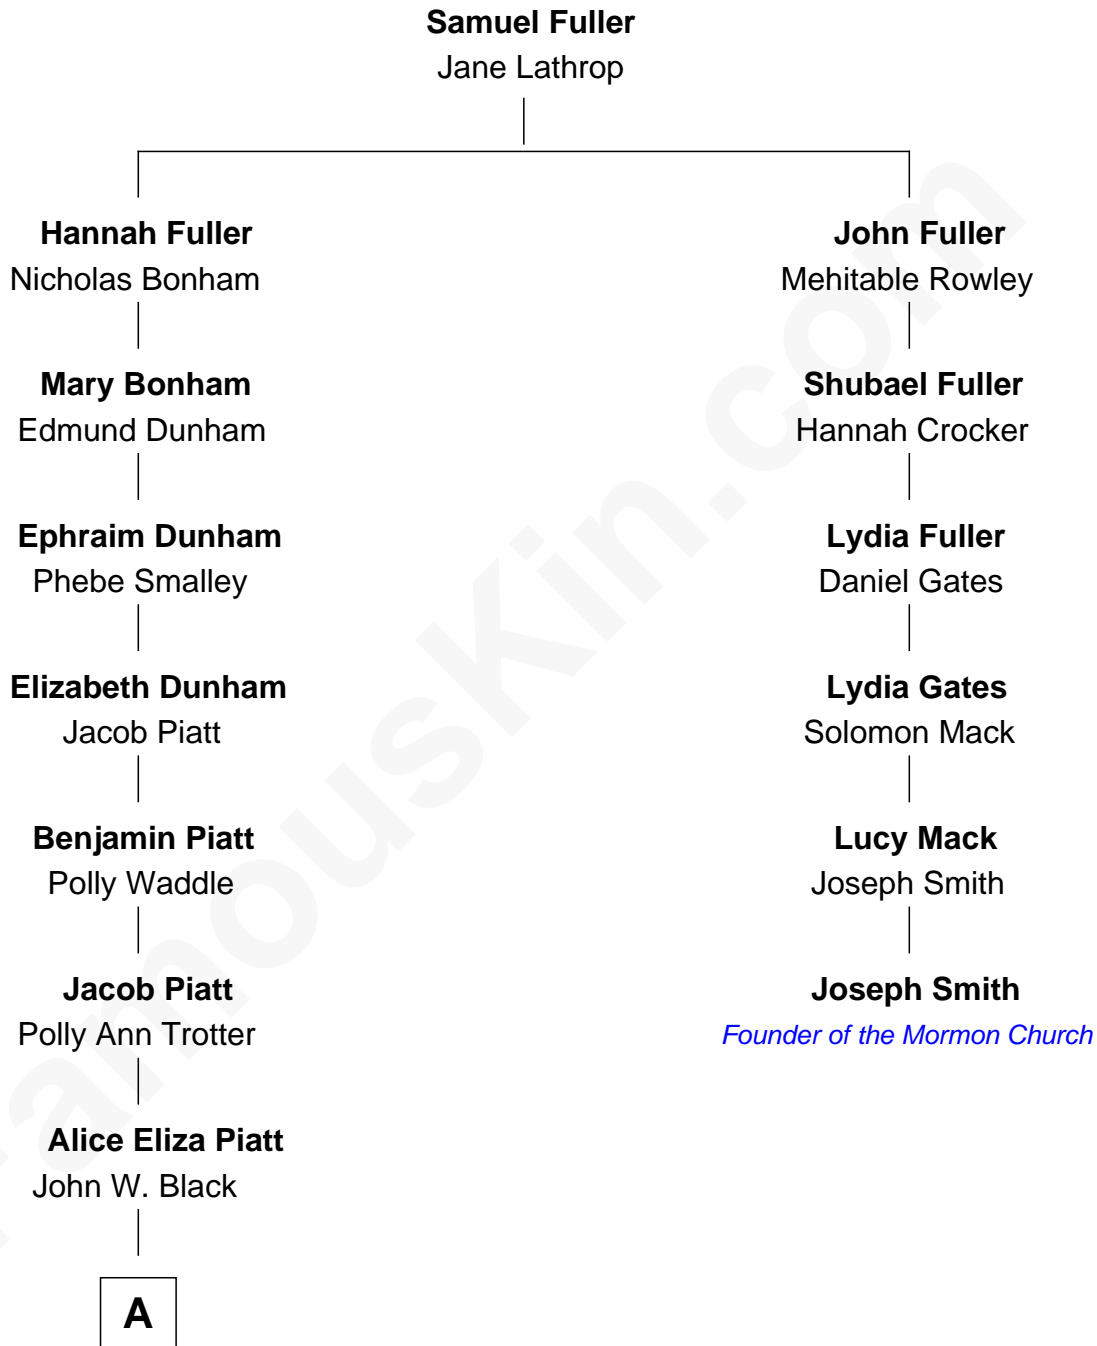 Samuel Fuller
Jane Lathrop
Hannah Fuller
Nicholas Bonham
John Fuller
Mehitable Rowley
Mary Bonham
Edmund Dunham
Shubael Fuller
Hannah Crocker
Ephraim Dunham
Phebe Smalley
Lydia Fuller
Daniel Gates
Elizabeth Dunham
Jacob Piatt
Lydia Gates
Solomon Mack
Benjamin Piatt
Polly Waddle
Lucy Mack
Joseph Smith
Jacob Piatt
Polly Ann Trotter
Joseph Smith
Founder of the Mormon Church
Alice Eliza Piatt
John W. Black
A
FamousKin.com